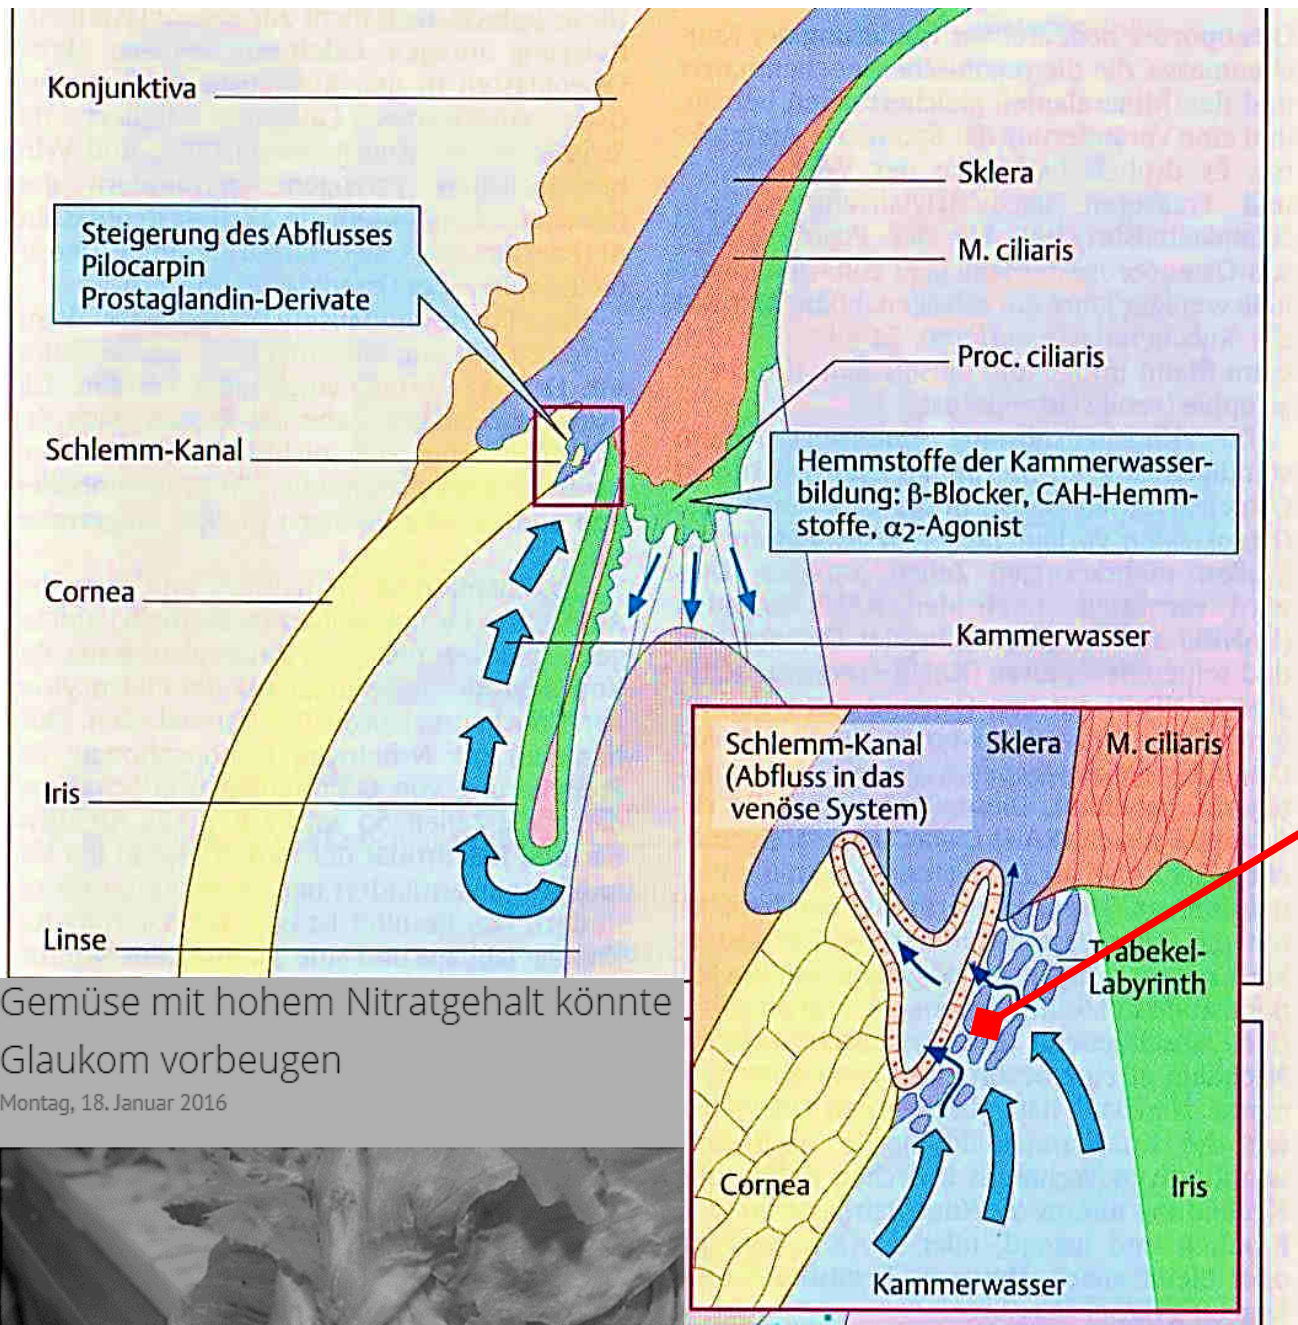 Konjunktiva
Sklera
Steigerung des Abflusses
Pilocarpin
Prostaglandin-Derivate
M. ciliaris
Proc. ciliaris
Schlemm-Kanal
Hemmstoffe der Kammerwasser-
bildung: β-Blocker, CAH-Hemm-
stoffe, α2-Agonist
Cornea
Kammerwasser
Iris
Linse
Schlemm-Kanal
(Abfluss in das
venöse System)
Sklera
M. ciliaris
Trabekel-
Labyrinth
Cornea
Iris
Kammerwasser
Gemüse mit hohem Nitratgehalt könnte
Glaukom vorbeugen
Montag, 18. Januar 2016